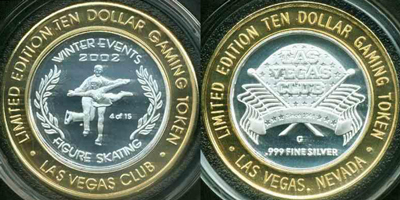 LIMITED EDITION TEN DOLLAR GAMING TOKEN
WINTER EVENTS
2002
4 of 15
FIGURE SKATING
• LAS VEGAS CLUB •
LIMITED EDITION TEN DOLLAR GAMING TOKEN
LAS
VEGAS
CLUB
G
.999 FINE SILVER
• LAS VEGAS, NEVADA •